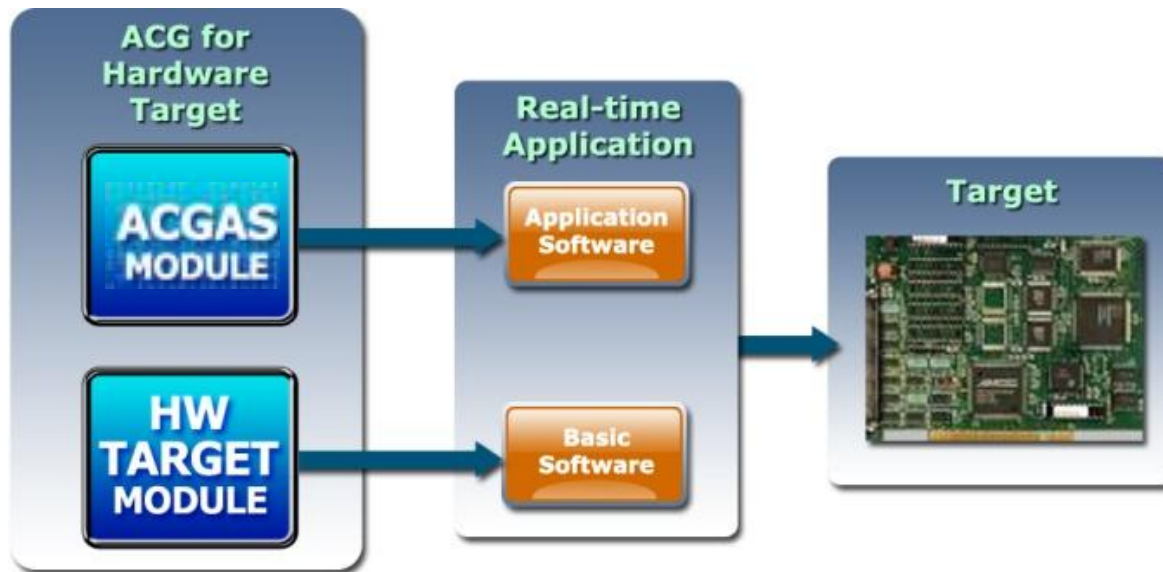 ACG for
Hardware
Target
ACGAS
MODULE
HW
TARGET
MODULE
Real-time
Application
Application
Software
Basic
Software
Target